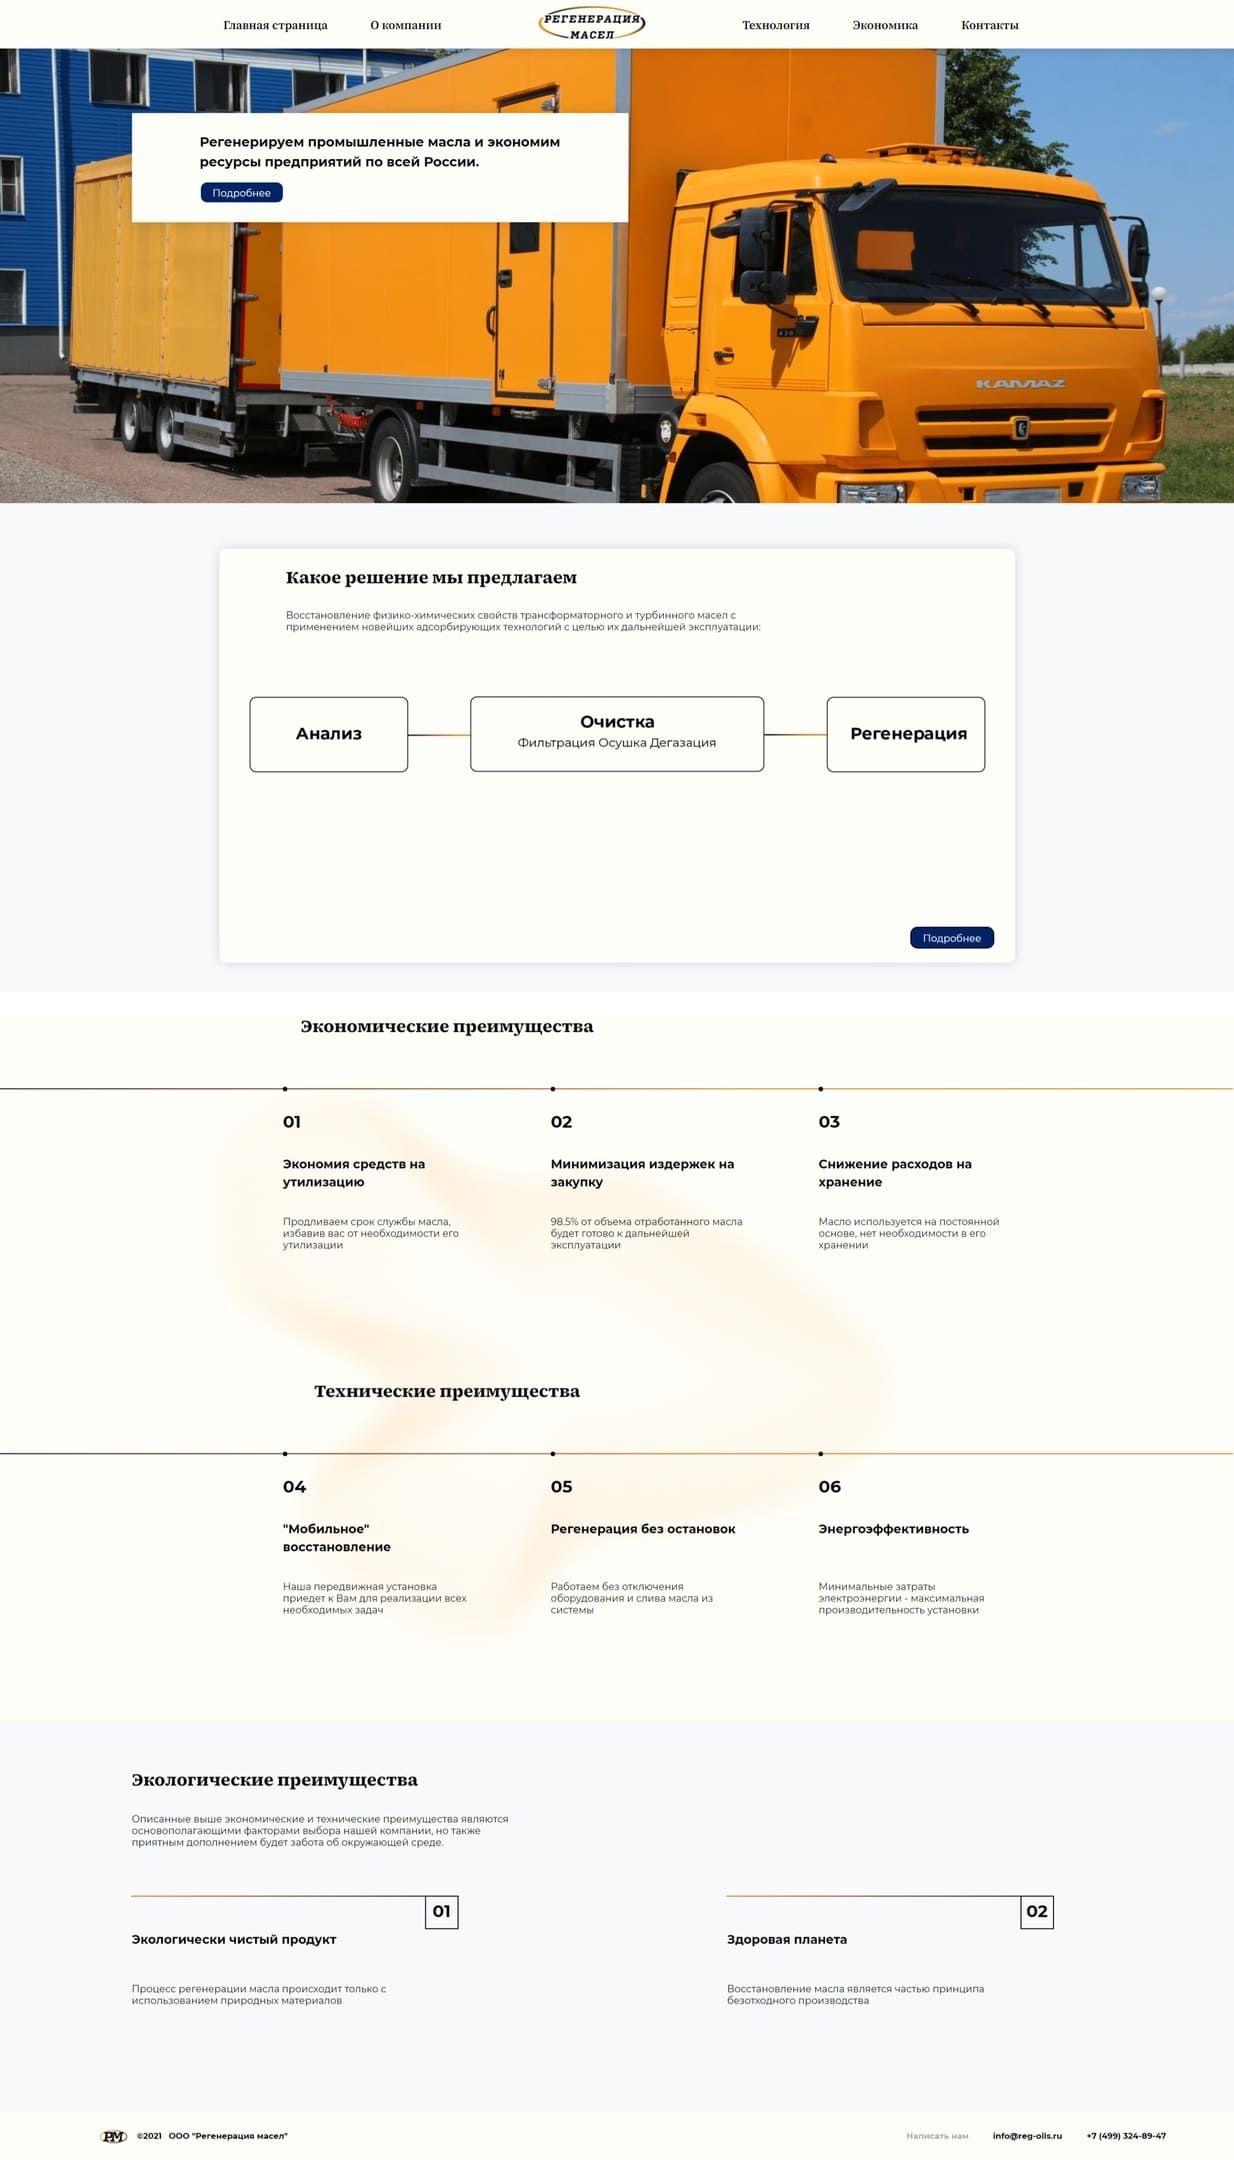 Главная страница
О компании
РЕГЕНЕРАЦИЯ
МАСЕЛ
Технология
Экономика
Контакты
Регенерируем промышленные масла и экономим
ресурсы предприятий по всей России.
Подробнее
430
KAMAZ
Какое решение мы предлагаем
Восстановление физико-химических свойств трансформаторного и турбинного масел с
применением новейших адсорбирующих технологий с целью их дальнейшей эксплуатации:
Анализ
Очистка
Фильтрация Осушка Дегазация
Регенерация
Подробнее
Экономические преимущества
01
Экономия средств на
утилизацию
Продливаем срок службы масла,
избавив вас от необходимости его
утилизации
02
Минимизация издержек на
закупку
98.5% от объема отработанного масла
будет готово к дальнейшей
эксплуатации
03
Снижение расходов на
хранение
Масло используется на постоянной
основе, нет необходимости в его
хранении
Технические преимущества
04
"Мобильное"
восстановление
Наша передвижная установка
приедет к Вам для реализации всех
необходимых задач
05
Регенерация без остановок
Работаем без отключения
оборудования и слива масла из
системы
06
Энергоэффективность
Минимальные затраты
электроэнергии - максимальная
производительность установки
Экологические преимущества
Описанные выше экономические и технические преимущества являются
основополагающими факторами выбора нашей компании, но также
приятным дополнением будет забота об окружающей среде.
01
Экологически чистый продукт
Процесс регенерации масла происходит только с
использованием природных материалов
02
Здоровая планета
Восстановление масла является частью принципа
безотходного производства
РМ
©2021 ООО "Регенерация масел"
Написать нам
info@reg-oils.ru
+7 (499) 324-89-47